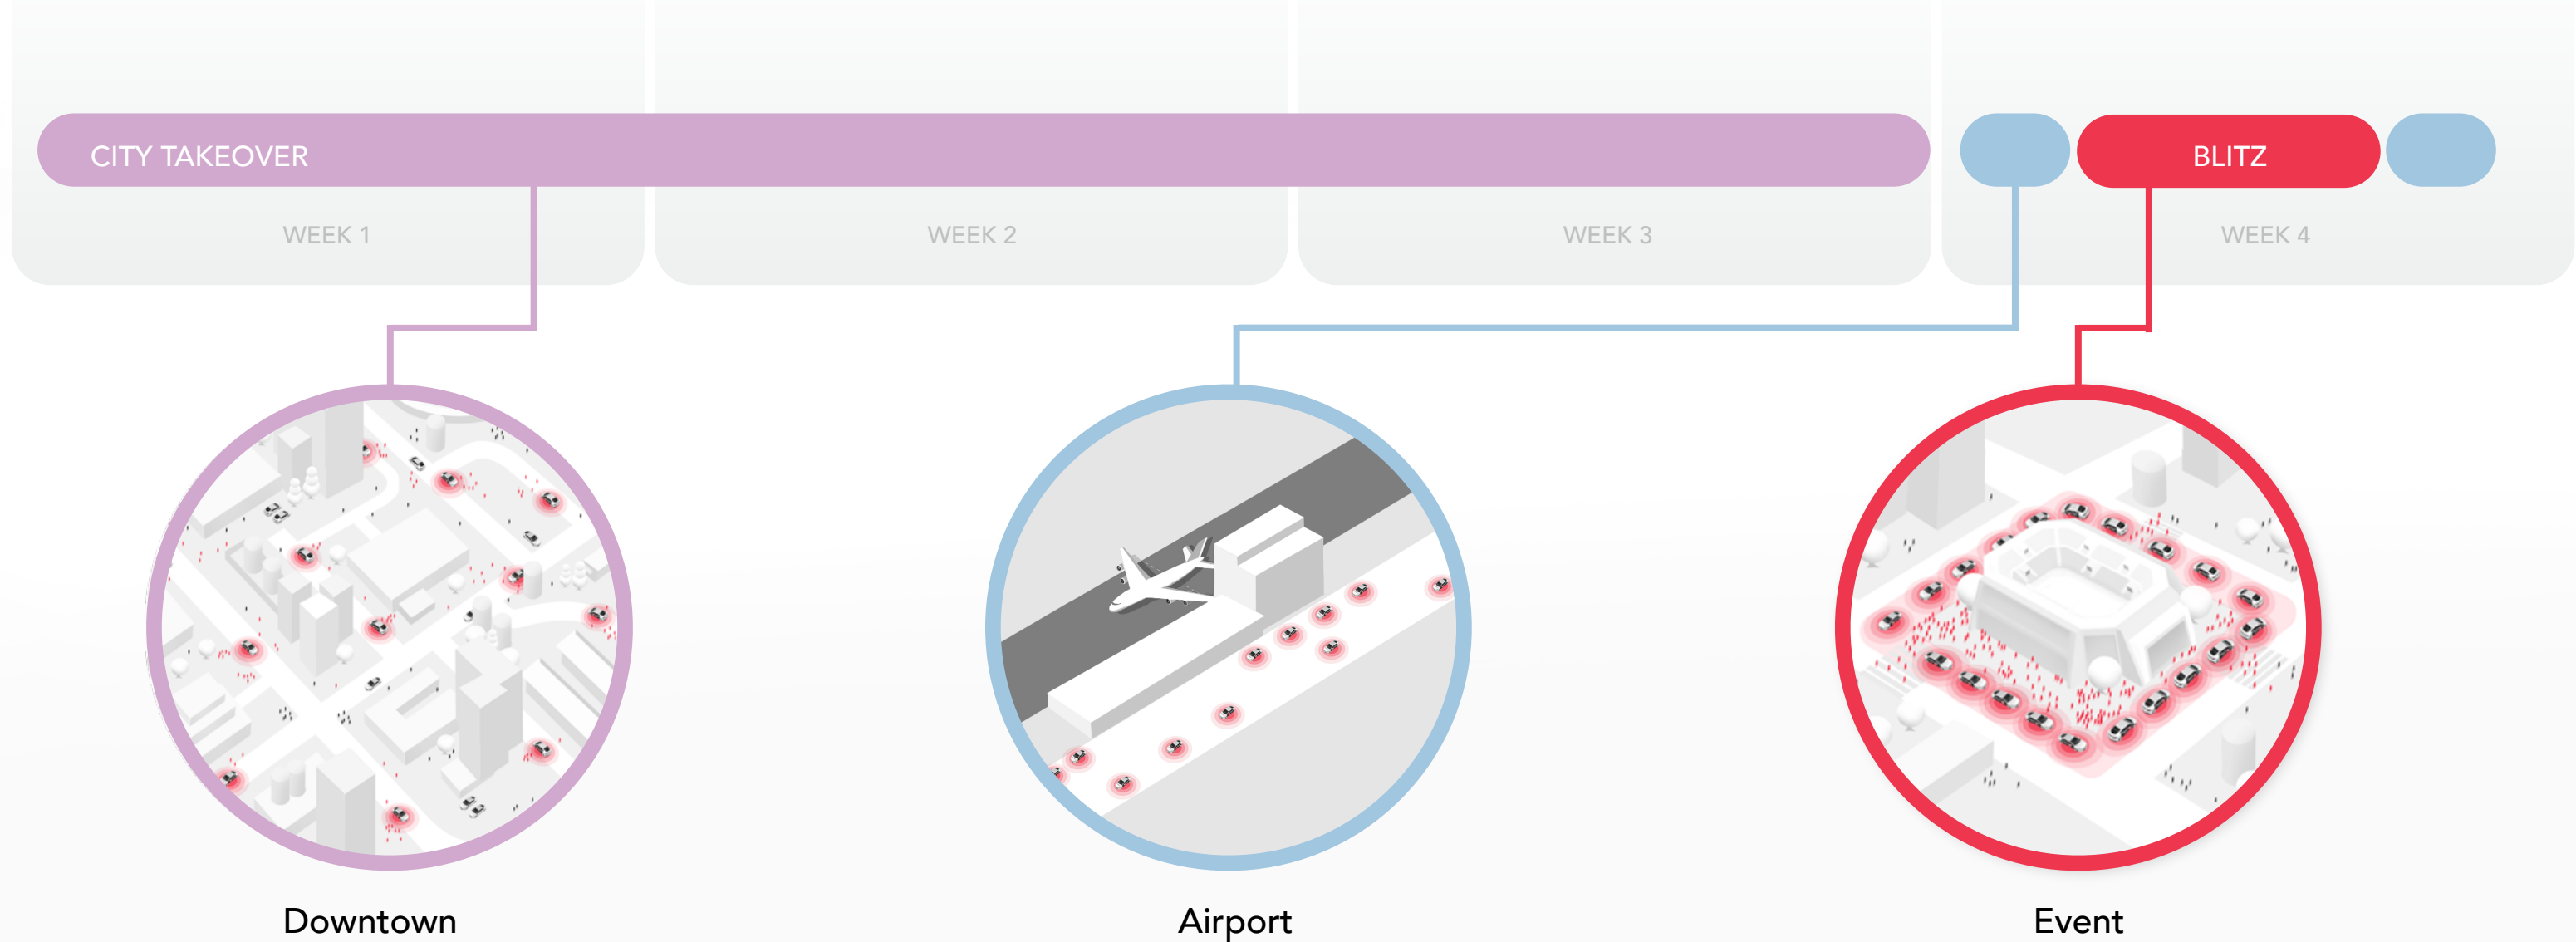 CITY TAKEOVER
BLITZ
WEEK 1
WEEK 2
WEEK 3
WEEK 4
Downtown
Airport
Event